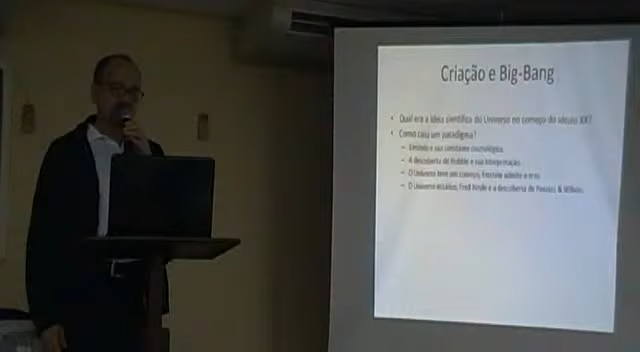 Criação e Big-Bang
Qual era a ideia científica do Universo no começo do século XX?
Como caiu um paradigma?
Einstein e sua constante cosmológica.
A descoberta de Hubble e sua interpretação.
O Universo teve um começo, Einstein admite o erro.
O Universo estático, Fred e a descoberta de Penzias & Wilson.